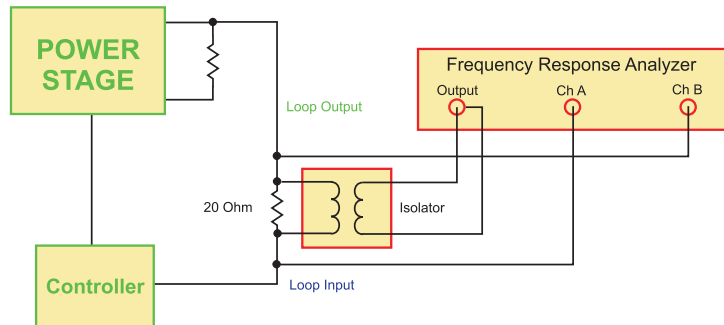 POWER
STAGE
Frequency Response Analyzer
Output
Ch A
Ch B
Loop Output
20 Ohm
Isolator
Controller
Loop Input